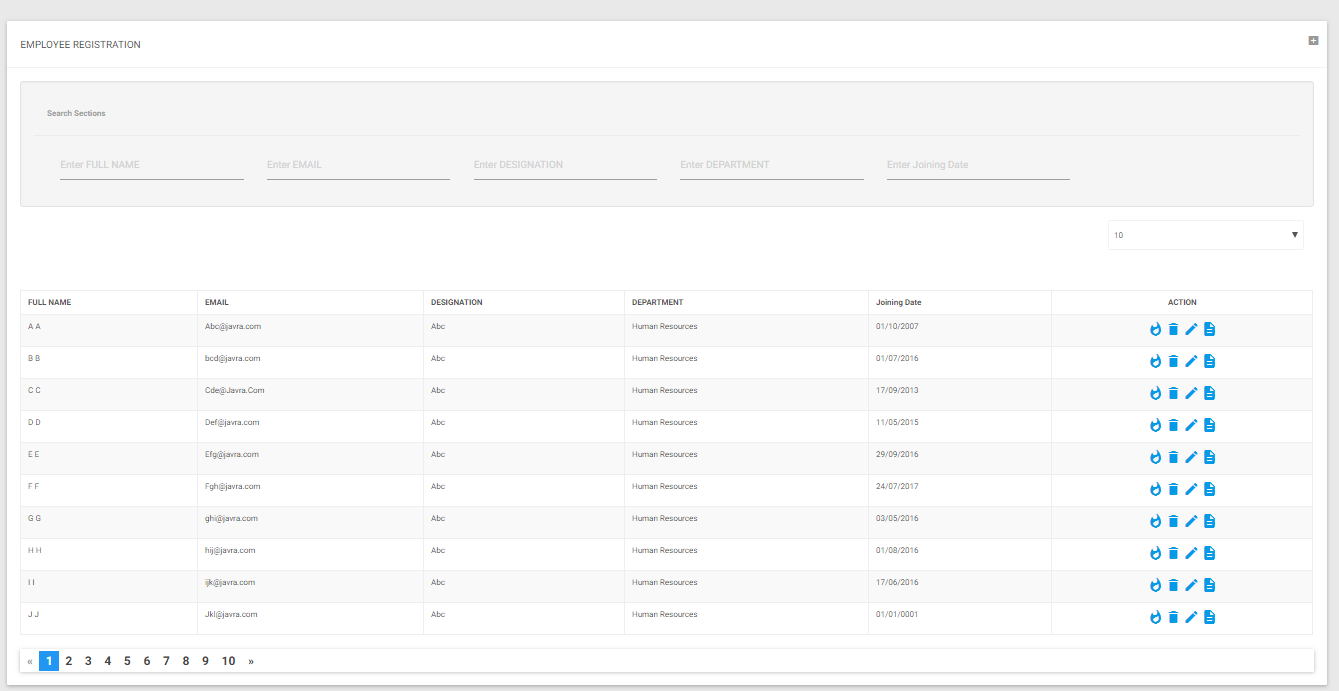 EMPLOYEE REGISTRATION
Search Sections
Enter FULL NAME Enter EMAIL Enter DESIGNATION Enter DEPARTMENT Enter Joining Date
10
FULL NAME EMAIL DESIGNATION DEPARTMENT Joining Date ACTION
A A Abc@javra.com Abc Human Resources 01/10/2007
B B bcd@javra.com Abc Human Resources 01/07/2016
C C Cde@Javra.Com Abc Human Resources 17/09/2013
D D Def@javra.com Abc Human Resources 11/05/2015
E E Efg@javra.com Abc Human Resources 29/09/2016
F F Fgh@javra.com Abc Human Resources 24/07/2017
G G ghi@javra.com Abc Human Resources 03/05/2016
H H hij@javra.com Abc Human Resources 01/08/2016
I I ijk@javra.com Abc Human Resources 17/06/2016
J J Jkl@javra.com Abc Human Resources 01/01/0001
« 1 2 3 4 5 6 7 8 9 10 »